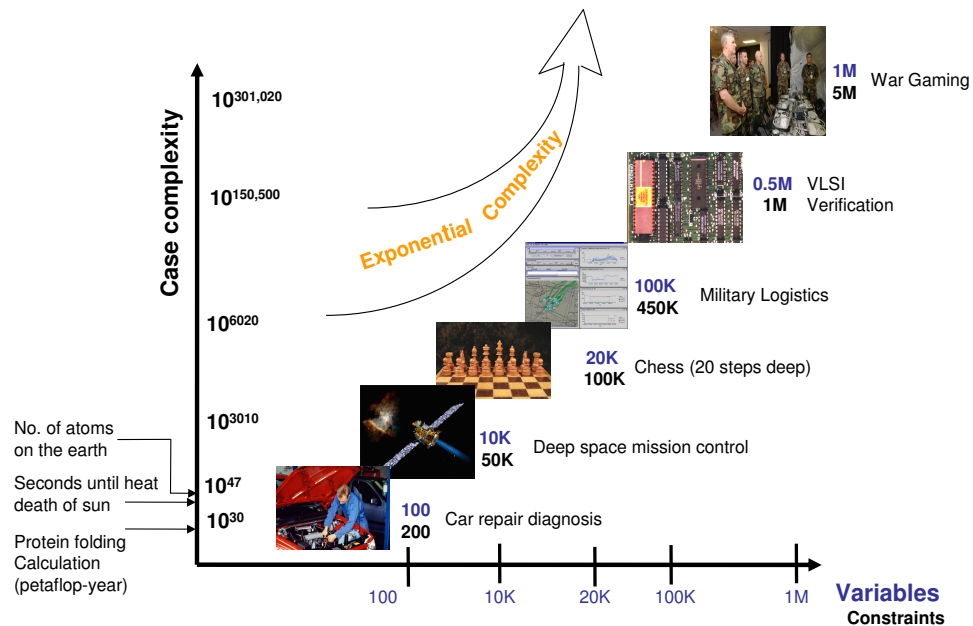 Case complexity
10^301,020
10^150,500
10^6020
10^3010
10^47
10^30
No. of atoms
on the earth
Seconds until heat
death of sun
Protein folding
Calculation
(petaflop-year)
Exponential Complexity
1M
5M
War Gaming
0.5M
1M
VLSI
Verification
100K
450K
Military Logistics
20K
100K
Chess (20 steps deep)
10K
50K
Deep space mission control
100
200
Car repair diagnosis
100
10K
20K
100K
1M
Variables
Constraints